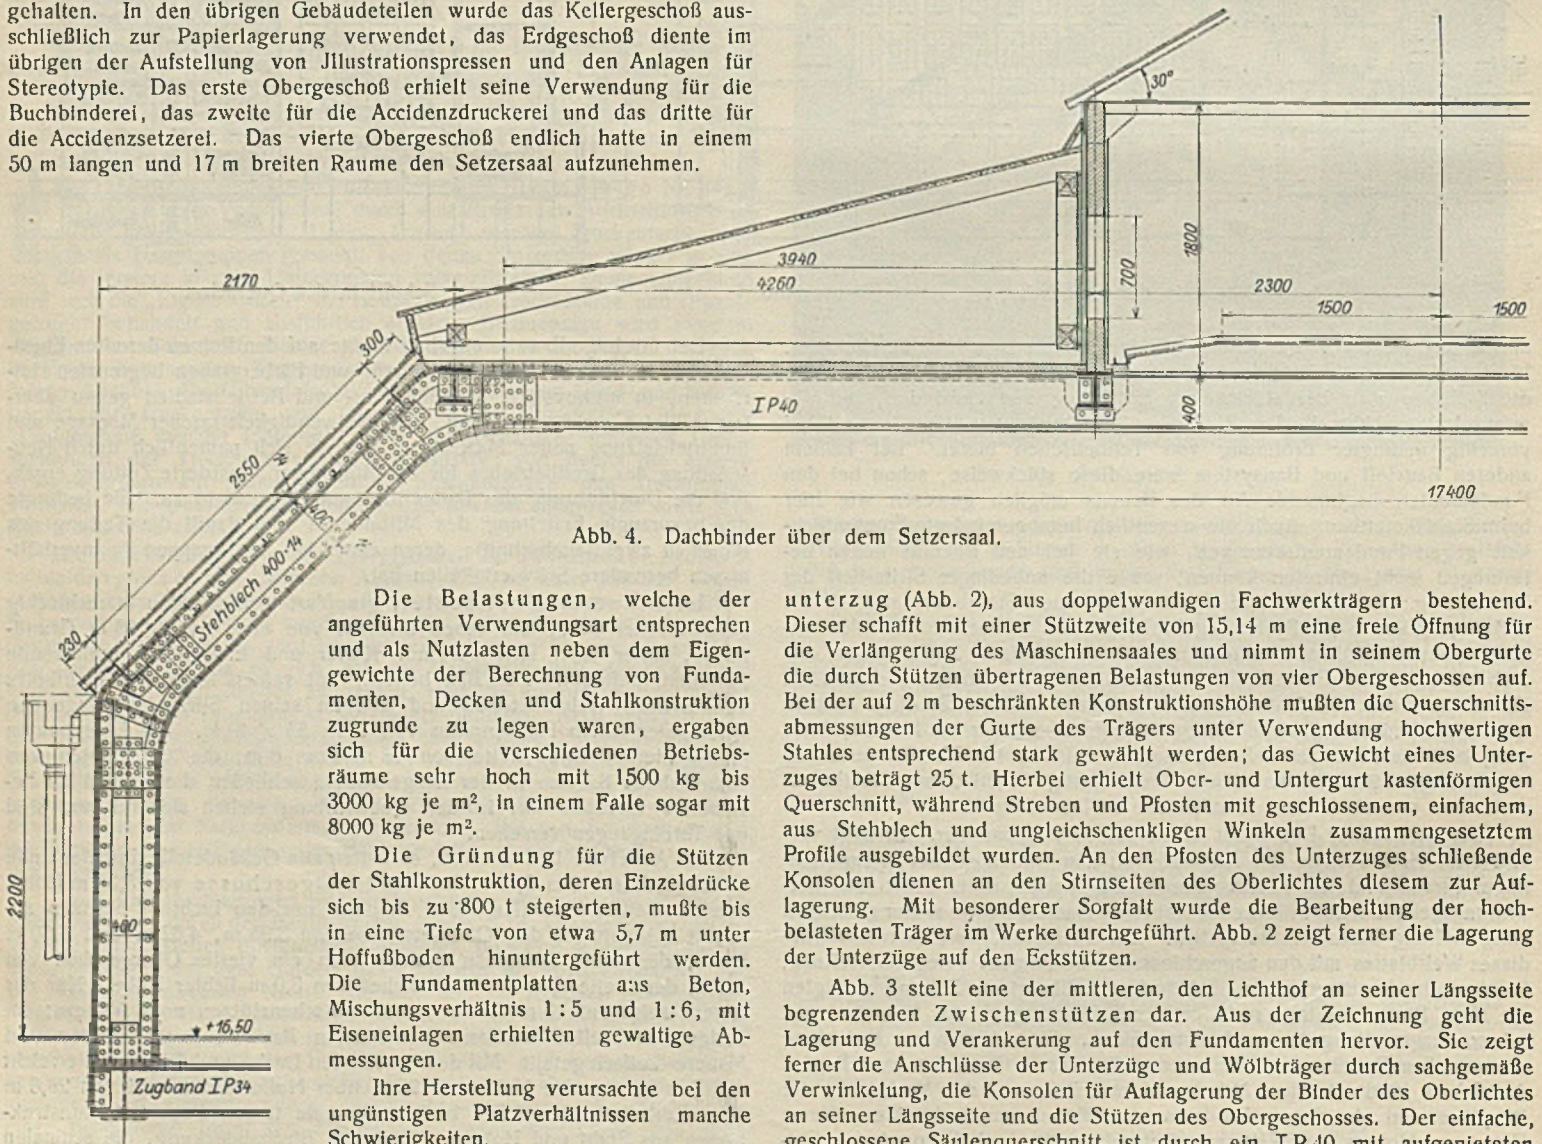 gehalten. In den übrigen Gebäudeteilen wurde das Kellergeschoß aus-
schließlich zur Papierlagerung verwendet, das Erdgeschoß diente im
übrigen der Aufstellung von Jllustrationspressen und den Anlagen für
Stereotypie. Das erste Obergeschoß erhielt seine Verwendung für die
Buchbinderei, das zweite für die Accidenzdruckerei und das dritte für
die Accidenzsetzerei. Das vierte Obergeschoß endlich hatte in einem
50 m langen und 17 m breiten Raume den Setzersaal aufzunehmen.
30°
1800
700
3940
4260
2170
2300
1500
1500
300
IP40
400
2550
400
17400
Stehblech 400·14
230
2200
400
+16,50
Zugband IP34
Abb. 4. Dachbinder über dem Setzersaal.
Die Belastungen, welche der
angeführten Verwendungsart entsprechen
und als Nutzlasten neben dem Eigen-
gewichte der Berechnung von Funda-
menten, Decken und Stahlkonstruktion
zugrunde zu legen waren, ergaben
sich für die verschiedenen Betriebs-
räume sehr hoch mit 1500 kg bis
3000 kg je m², in einem Falle sogar mit
8000 kg je m².
Die Gründung für die Stützen
der Stahlkonstruktion, deren Einzeldrücke
sich bis zu 800 t steigerten, mußte bis
in eine Tiefe von etwa 5,7 m unter
Hoffußboden hinuntergeführt werden.
Die Fundamentplatten aus Beton,
Mischungsverhältnis 1:5 und 1:6, mit
Eiseneinlagen erhielten gewaltige Ab-
messungen.
Ihre Herstellung verursachte bei den
ungünstigen Platzverhältnissen manche
Schwierigkeiten.
unterzug (Abb. 2), aus doppelwandigen Fachwerkträgern bestehend.
Dieser schafft mit einer Stützweite von 15,14 m eine freie Öffnung für
die Verlängerung des Maschinensaales und nimmt in seinem Obergurte
die durch Stützen übertragenen Belastungen von vier Obergeschossen auf.
Bei der auf 2 m beschränkten Konstruktionshöhe mußten die Querschnitts-
abmessungen der Gurte des Trägers unter Verwendung hochwertigen
Stahles entsprechend stark gewählt werden; das Gewicht eines Unter-
zuges beträgt 25 t. Hierbei erhielt Ober- und Untergurt kastenförmigen
Querschnitt, während Streben und Pfosten mit geschlossenem, einfachem,
aus Stehblech und ungleichschenkligen Winkeln zusammengesetztem
Profile ausgebildet wurden. An den Pfosten des Unterzuges schließende
Konsolen dienen an den Stirnseiten des Oberlichtes diesem zur Auf-
lagerung. Mit besonderer Sorgfalt wurde die Bearbeitung der hoch-
belasteten Träger im Werke durchgeführt. Abb. 2 zeigt ferner die Lagerung
der Unterzüge auf den Eckstützen.
Abb. 3 stellt eine der mittleren, den Lichthof an seiner Längsseite
begrenzenden Zwischenstützen dar. Aus der Zeichnung geht die
Lagerung und Verankerung auf den Fundamenten hervor. Sie zeigt
ferner die Anschlüsse der Unterzüge und Wölbträger durch sachgemäße
Verwinkelung, die Konsolen für Auflagerung der Binder des Oberlichtes
an seiner Längsseite und die Stützen des Obergeschosses. Der einfache,
geschlossene Säulenquerschnitt ist durch ein I P 40 mit aufgenieteten